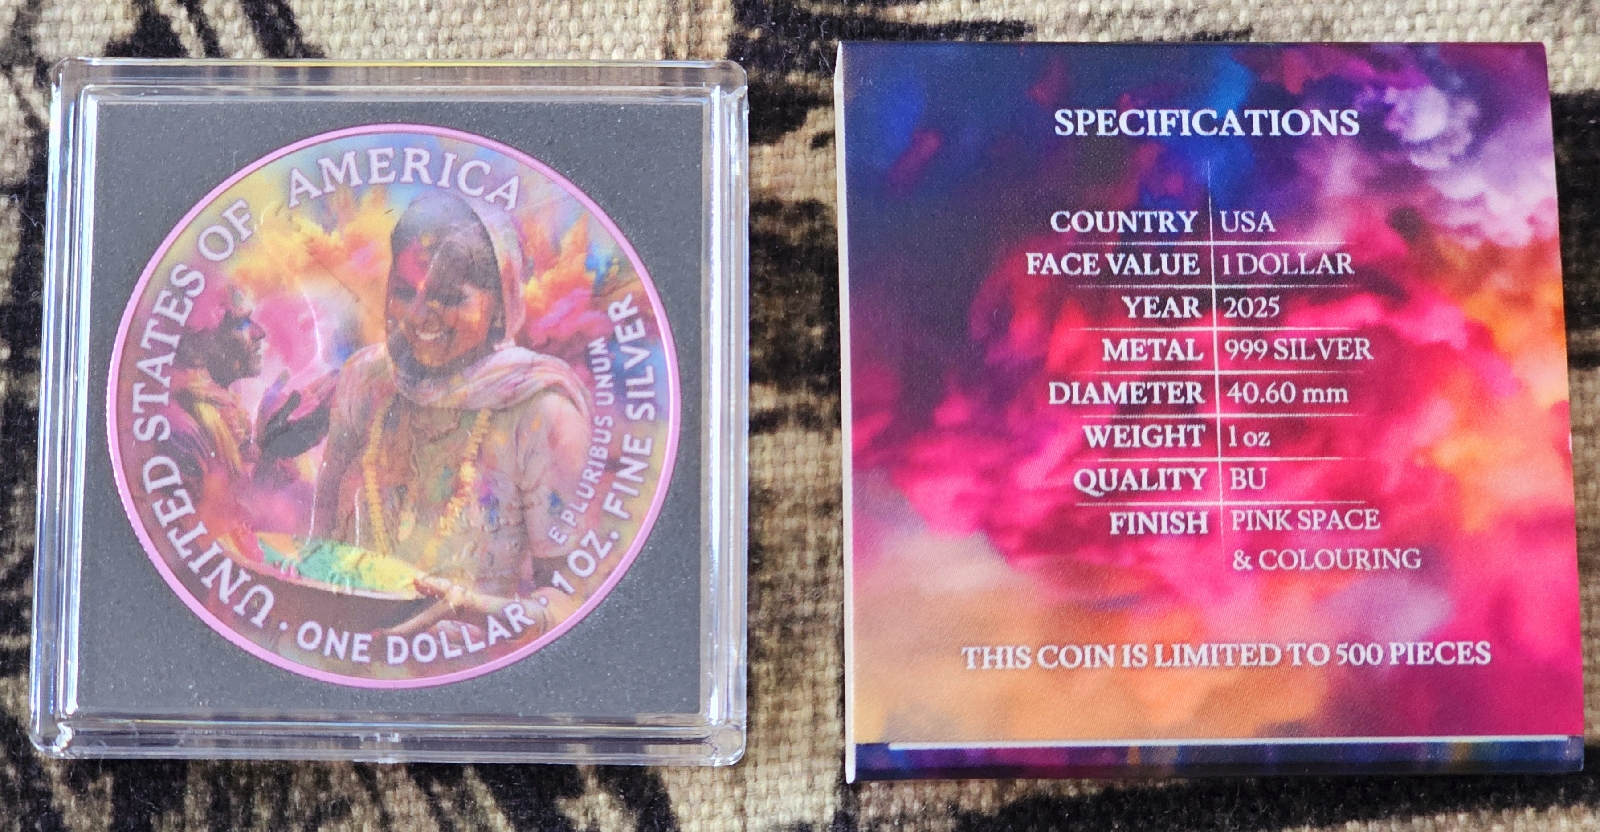 UNITED STATES OF AMERICA
E PLURIBUS UNUM
· ONE DOLLAR · 1 OZ. FINE SILVER
SPECIFICATIONS
COUNTRY USA
FACE VALUE 1 DOLLAR
YEAR 2025
METAL 999 SILVER
DIAMETER 40.60 mm
WEIGHT 1 oz
QUALITY BU
FINISH PINK SPACE
& COLOURING
THIS COIN IS LIMITED TO 500 PIECES